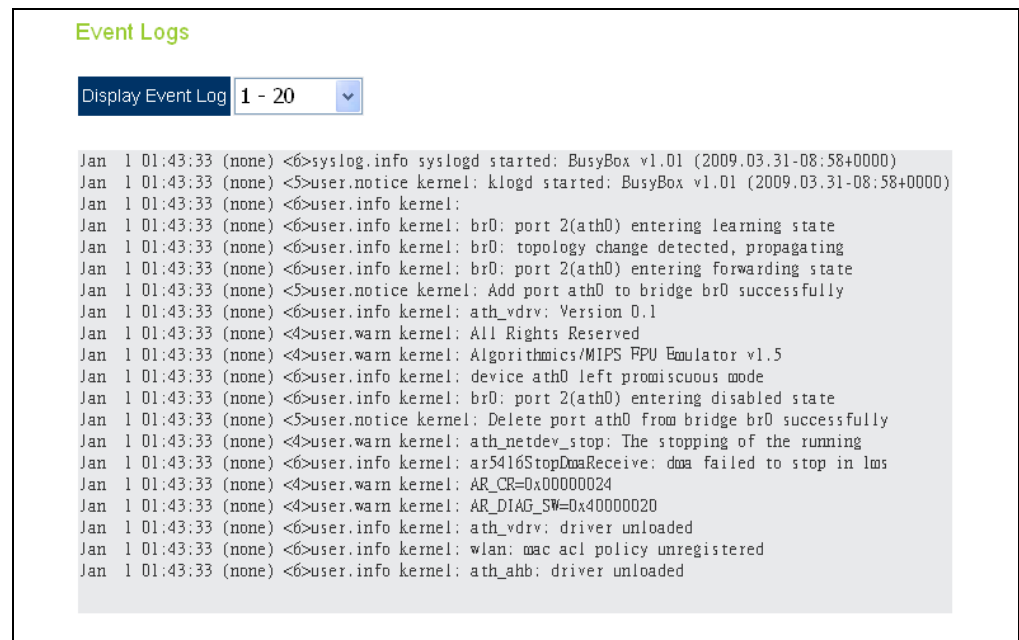 Event Logs
Display Event Log 1 - 20
Jan  1 01:43:33 (none) <6>syslog.info syslogd started: BusyBox v1.01 (2009.03.31-08:58+0000)
Jan  1 01:43:33 (none) <5>user.notice kernel: klogd started: BusyBox v1.01 (2009.03.31-08:58+0000)
Jan  1 01:43:33 (none) <6>user.info kernel:
Jan  1 01:43:33 (none) <6>user.info kernel: br0: port 2(ath0) entering learning state
Jan  1 01:43:33 (none) <6>user.info kernel: br0: topology change detected, propagating
Jan  1 01:43:33 (none) <6>user.info kernel: br0: port 2(ath0) entering forwarding state
Jan  1 01:43:33 (none) <5>user.notice kernel: Add port ath0 to bridge br0 successfully
Jan  1 01:43:33 (none) <6>user.info kernel: ath_vdrv: Version 0.1
Jan  1 01:43:33 (none) <4>user.warn kernel: All Rights Reserved
Jan  1 01:43:33 (none) <4>user.warn kernel: Algorithmics/MIPS FPU Emulator v1.5
Jan  1 01:43:33 (none) <6>user.info kernel: device ath0 left promiscuous mode
Jan  1 01:43:33 (none) <6>user.info kernel: br0: port 2(ath0) entering disabled state
Jan  1 01:43:33 (none) <5>user.notice kernel: Delete port ath0 from bridge br0 successfully
Jan  1 01:43:33 (none) <4>user.warn kernel: ath_netdev_stop: The stopping of the running
Jan  1 01:43:33 (none) <6>user.info kernel: ar5416StopDmaReceive: dma failed to stop in 1ms
Jan  1 01:43:33 (none) <4>user.warn kernel: AR_CR=0x00000024
Jan  1 01:43:33 (none) <4>user.warn kernel: AR_DIAG_SW=0x40000020
Jan  1 01:43:33 (none) <6>user.info kernel: ath_vdrv: driver unloaded
Jan  1 01:43:33 (none) <6>user.info kernel: wlan: mac acl policy unregistered
Jan  1 01:43:33 (none) <6>user.info kernel: ath_ahb: driver unloaded